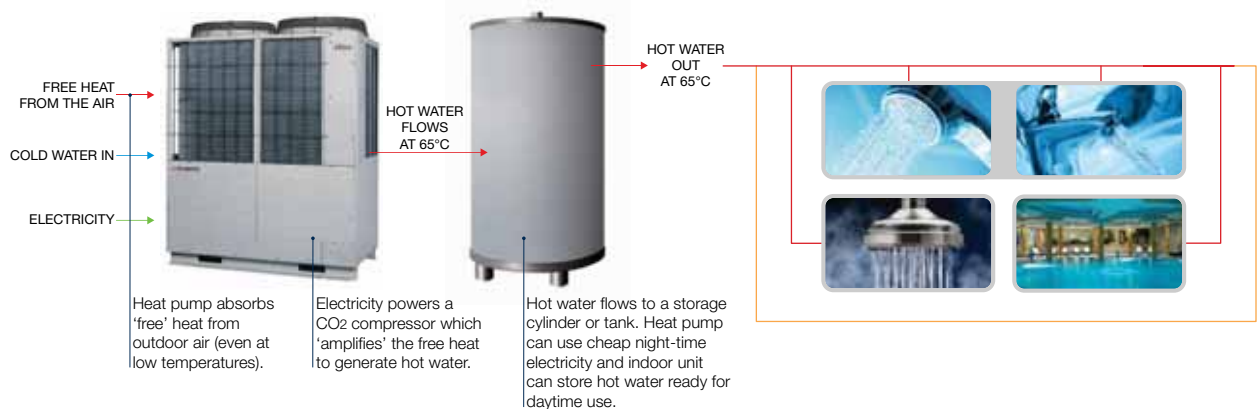 FREE HEAT
FROM THE AIR
COLD WATER IN
ELECTRICITY
HOT WATER
FLOWS
AT 65°C
HOT WATER
OUT
AT 65°C
Heat pump absorbs
‘free’ heat from
outdoor air (even at
low temperatures).
Electricity powers a
CO2 compressor which
‘amplifies’ the free heat
to generate hot water.
Hot water flows to a storage
cylinder or tank. Heat pump
can use cheap night-time
electricity and indoor unit
can store hot water ready for
daytime use.